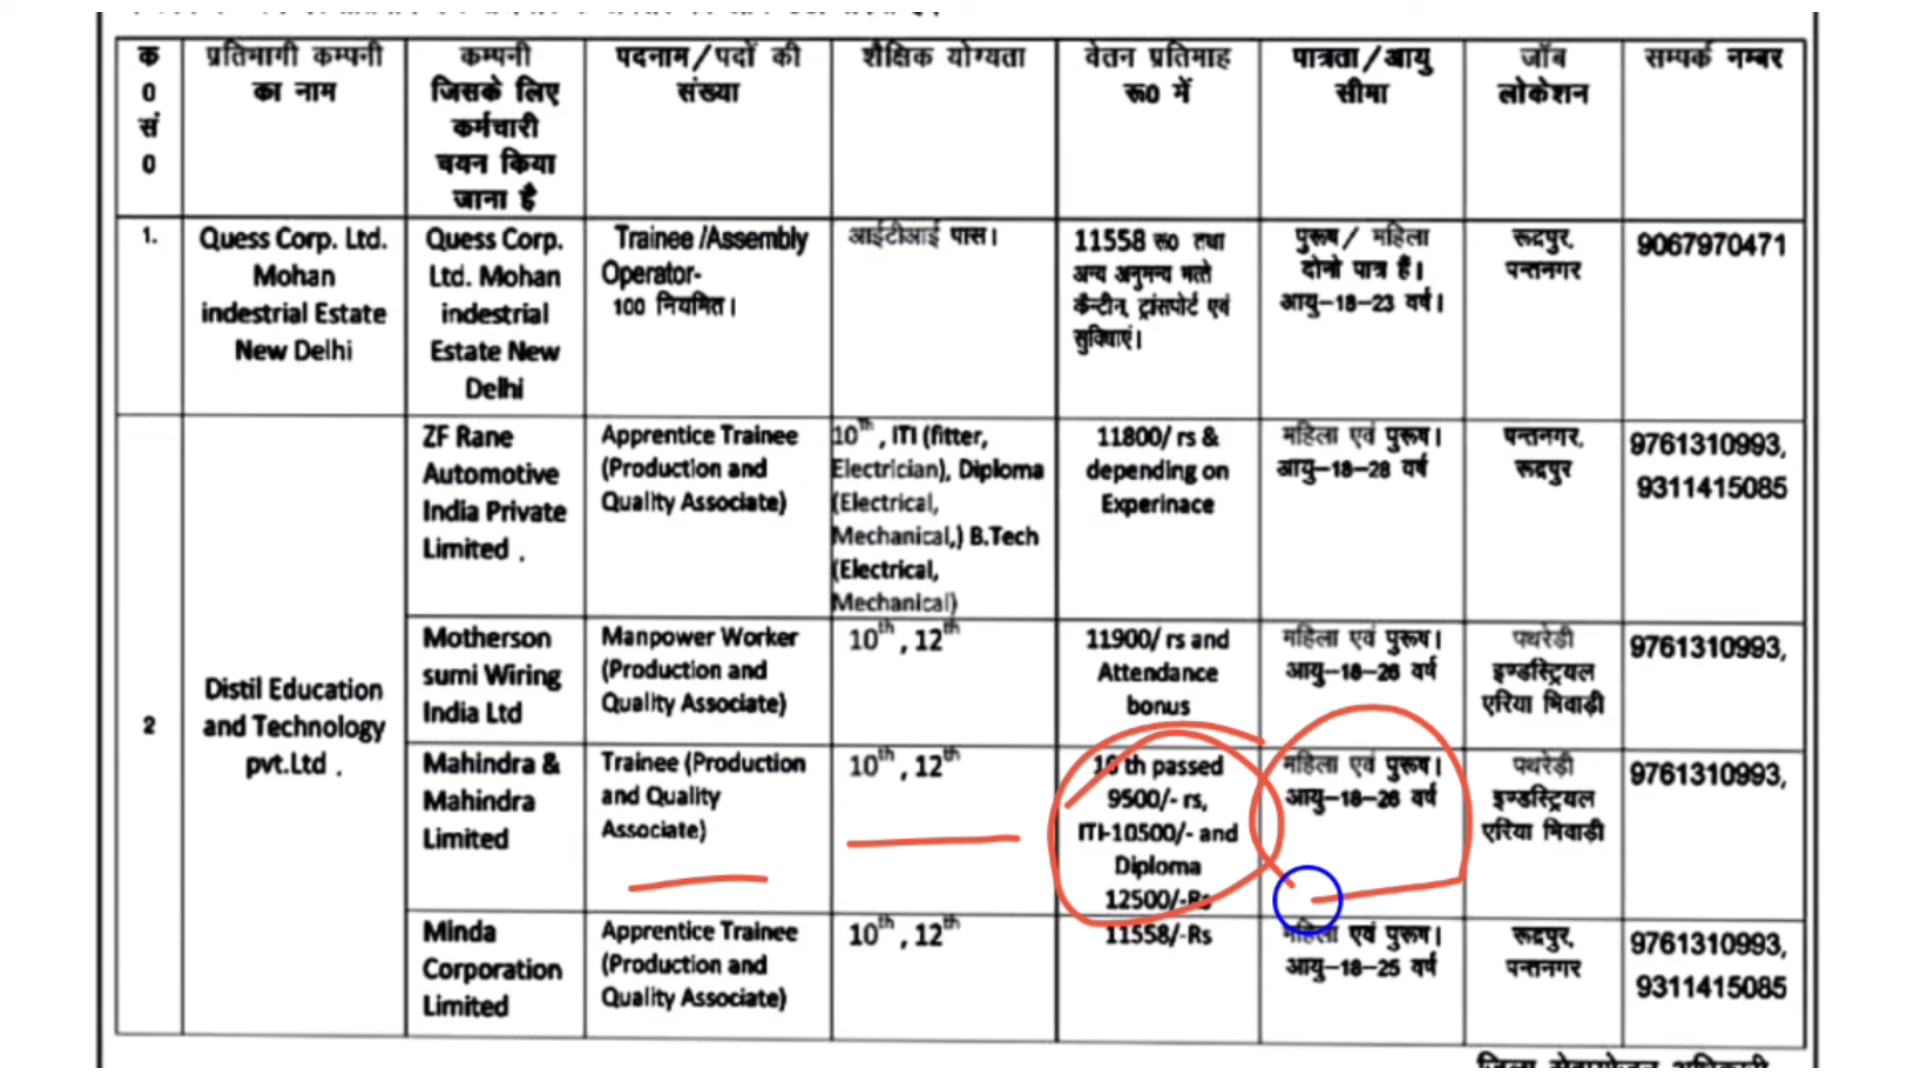 क
0
सं
0
प्रतिभागी कम्पनी
का नाम
कम्पनी
जिसके लिए
कर्मचारी
चयन किया
जाना है
पदनाम/पदों की
संख्या
शैक्षिक योग्यता
वेतन प्रतिमाह
रू0 में
पात्रता/आयु
सीमा
जॉब
लोकेशन
सम्पर्क नम्बर
1.
Quess Corp. Ltd.
Mohan
indestrial Estate
New Delhi
Quess Corp.
Ltd. Mohan
indestrial
Estate New
Delhi
Trainee /Assembly
Operator-
100 नियमित।
आईटीआई पास।
11558 रू0 तथा
अन्य अनुमन्य भत्ते
कैन्टीन, ट्रांसपोर्ट एवं
सुविधाएं।
पुरूष/ महिला
दोनो पात्र हैं।
आयु-18-23 वर्ष।
रूद्रपुर,
पन्तनगर
9067970471
2
Distil Education
and Technology
pvt.Ltd .
ZF Rane
Automotive
India Private
Limited .
Apprentice Trainee
(Production and
Quality Associate)
10th , ITI (fitter,
Electrician), Diploma
(Electrical,
Mechanical,) B.Tech
(Electrical,
Mechanical)
11800/ rs &
depending on
Experinace
महिला एवं पुरूष।
आयु-18-28 वर्ष
पन्तनगर,
रूद्रपुर
9761310993,
9311415085
Motherson
sumi Wiring
India Ltd
Manpower Worker
(Production and
Quality Associate)
10th , 12th
11900/ rs and
Attendance
bonus
महिला एवं पुरूष।
आयु-18-26 वर्ष
पथरेड़ी
इण्डस्ट्रियल
एरिया भिवाड़ी
9761310993,
Mahindra &
Mahindra
Limited
Trainee (Production
and Quality
Associate)
10th , 12th
10 th passed
9500/- rs,
ITI-10500/- and
Diploma
12500/-Rs
महिला एवं पुरूष।
आयु-18-26 वर्ष
पथरेड़ी
इण्डस्ट्रियल
एरिया भिवाड़ी
9761310993,
Minda
Corporation
Limited
Apprentice Trainee
(Production and
Quality Associate)
10th , 12th
11558/-Rs
महिला एवं पुरूष।
आयु-18-25 वर्ष
रूद्रपुर,
पन्तनगर
9761310993,
9311415085